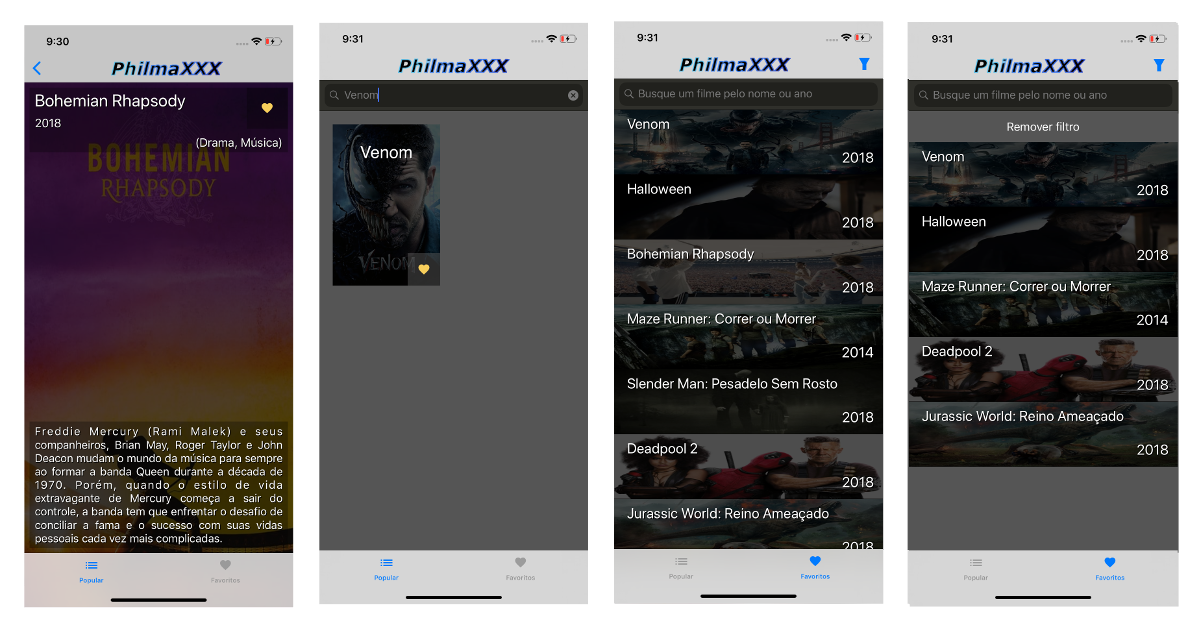 9:30
PhilmaXXX
Bohemian Rhapsody
2018
(Drama, Música)
BOHEMIAN
RHAPSODY
Freddie Mercury (Rami Malek) e seus
companheiros, Brian May, Roger Taylor e John
Deacon mudam o mundo da música para sempre
ao formar a banda Queen durante a década de
1970. Porém, quando o estilo de vida
extravagante de Mercury começa a sair do
controle, a banda tem que enfrentar o desafio de
conciliar a fama e o sucesso com suas vidas
pessoais cada vez mais complicadas.
Popular
Favoritos
9:31
PhilmaXXX
Venom
Venom
VENOM
Popular
Favoritos
9:31
PhilmaXXX
Busque um filme pelo nome ou ano
Venom
2018
Halloween
2018
Bohemian Rhapsody
2018
Maze Runner: Correr ou Morrer
2014
Slender Man: Pesadelo Sem Rosto
2018
Deadpool 2
2018
Jurassic World: Reino Ameaçado
2018
Popular
Favoritos
9:31
PhilmaXXX
Busque um filme pelo nome ou ano
Remover filtro
Venom
2018
Halloween
2018
Maze Runner: Correr ou Morrer
2014
Deadpool 2
2018
Jurassic World: Reino Ameaçado
2018
Popular
Favoritos